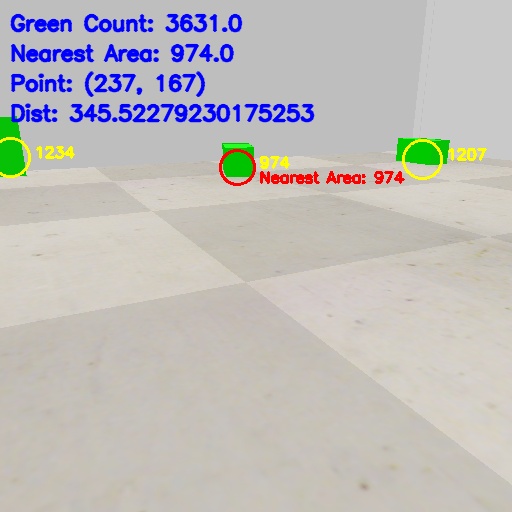 Green Count: 3631.0
Nearest Area: 974.0
Point: (237, 167)
Dist: 345.52279230175253
1234
974
1207
Nearest Area: 974